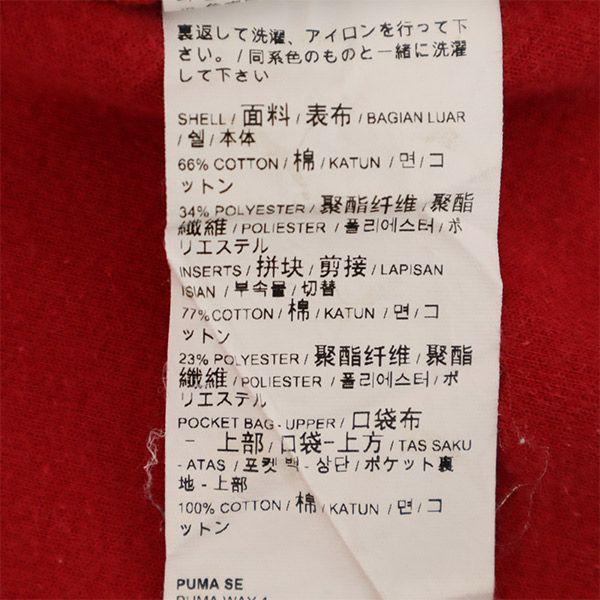 裏返して洗濯、アイロンを行って下
さい。/同系色のものと一緒に洗濯
して下さい
SHELL / 面料 / 表布 / BAGIAN LUAR
/ 쉘 / 本体
66% COTTON / 棉 / KATUN / 면 / コ
ットン
34% POLYESTER / 聚酯纤维 / 聚酯
纖維 / POLIESTER / 폴리에스터 / ポ
リエステル
INSERTS / 拼块 / 剪接 / LAPISAN
ISIAN / 부속물 / 切替
77% COTTON / 棉 / KATUN / 면 / コ
ットン
23% POLYESTER / 聚酯纤维 / 聚酯
纖維 / POLIESTER / 폴리에스터 / ポ
リエステル
POCKET BAG - UPPER / 口袋布
- 上部 / 口袋-上方 / TAS SAKU
- ATAS / 포켓 백 - 상단 / ポケット裏
地 - 上部
100% COTTON / 棉 / KATUN / 면 / コ
ットン
PUMA SE
PUMA WAY 1